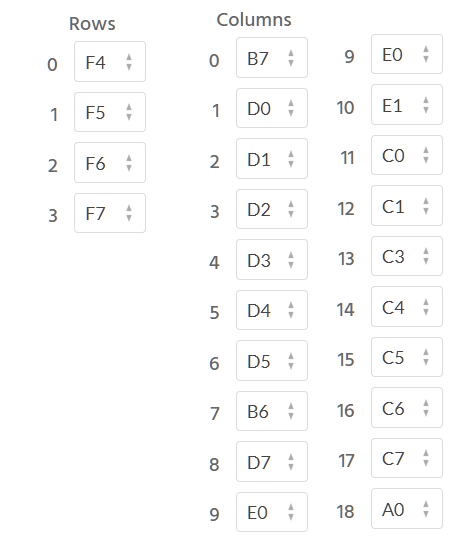 Rows
0 F4
1 F5
2 F6
3 F7
Columns
0 B7
1 D0
2 D1
3 D2
4 D3
5 D4
6 D5
7 B6
8 D7
9 E0
9 E0
10 E1
11 C0
12 C1
13 C3
14 C4
15 C5
16 C6
17 C7
18 A0